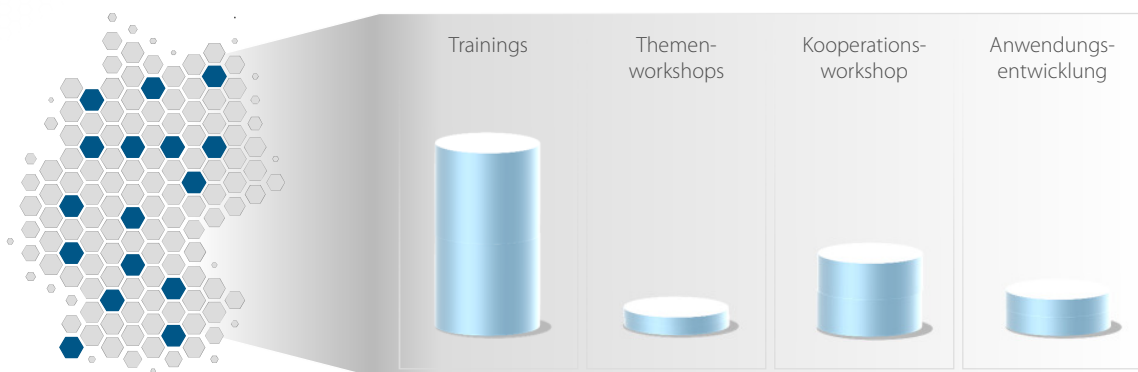 Trainings
Themen-
workshops
Kooperations-
workshop
Anwendungs-
entwicklung